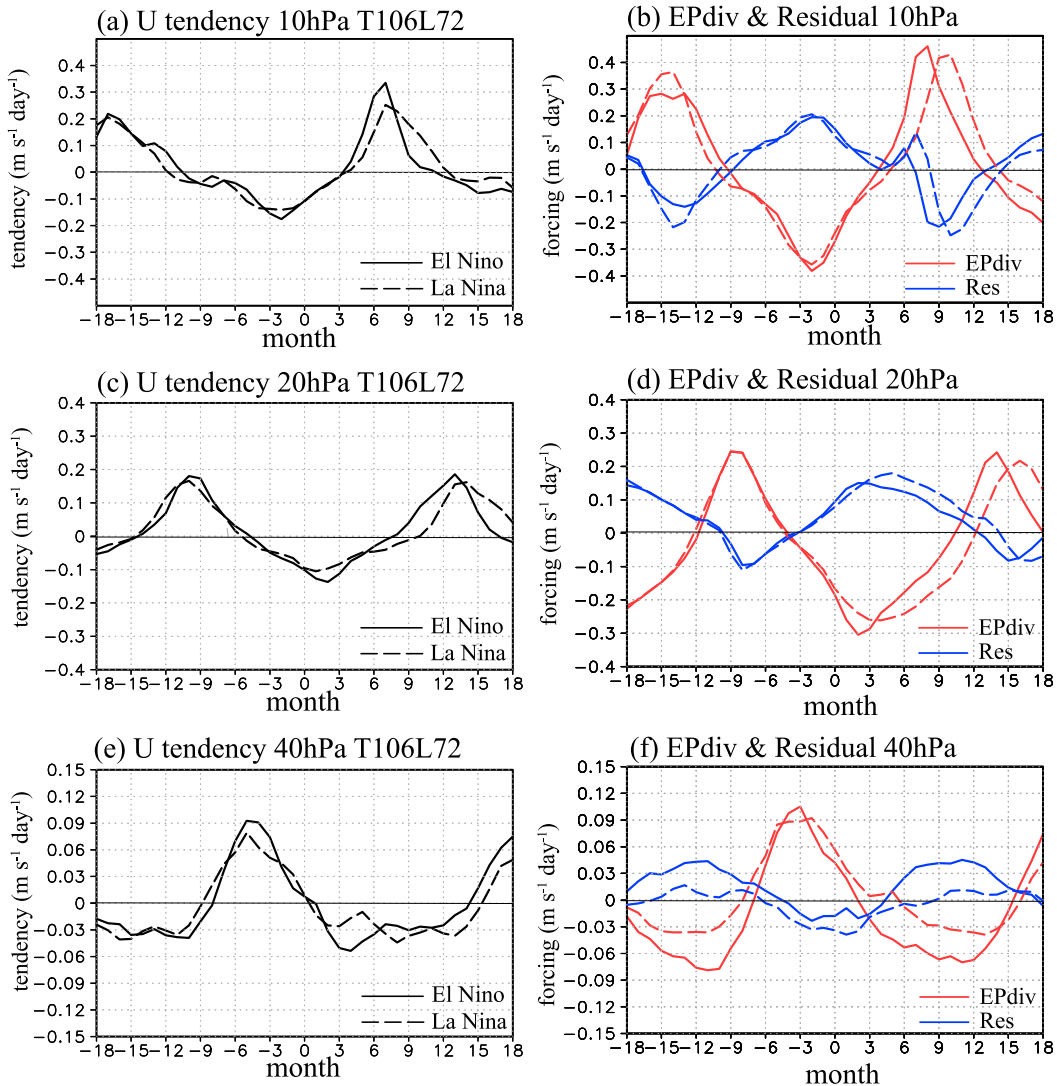 (a) U tendency 10hPa T106L72
tendency (m s⁻¹ day⁻¹)
0.4
0.3
0.2
0.1
0
−0.1
−0.2
−0.3
−0.4
El Nino
La Nina
−18 −15 −12 −9 −6 −3 0 3 6 9 12 15 18
month
(b) EPdiv & Residual 10hPa
forcing (m s⁻¹ day⁻¹)
0.4
0.3
0.2
0.1
0
−0.1
−0.2
−0.3
−0.4
EPdiv
Res
−18 −15 −12 −9 −6 −3 0 3 6 9 12 15 18
month
(c) U tendency 20hPa T106L72
tendency (m s⁻¹ day⁻¹)
0.4
0.3
0.2
0.1
0
−0.1
−0.2
−0.3
−0.4
El Nino
La Nina
−18 −15 −12 −9 −6 −3 0 3 6 9 12 15 18
month
(d) EPdiv & Residual 20hPa
forcing (m s⁻¹ day⁻¹)
0.4
0.3
0.2
0.1
0
−0.1
−0.2
−0.3
−0.4
EPdiv
Res
−18 −15 −12 −9 −6 −3 0 3 6 9 12 15 18
month
(e) U tendency 40hPa T106L72
tendency (m s⁻¹ day⁻¹)
0.15
0.12
0.09
0.06
0.03
0
−0.03
−0.06
−0.09
−0.12
−0.15
El Nino
La Nina
−18 −15 −12 −9 −6 −3 0 3 6 9 12 15 18
month
(f) EPdiv & Residual 40hPa
forcing (m s⁻¹ day⁻¹)
0.15
0.12
0.09
0.06
0.03
0
−0.03
−0.06
−0.09
−0.12
−0.15
EPdiv
Res
−18 −15 −12 −9 −6 −3 0 3 6 9 12 15 18
month